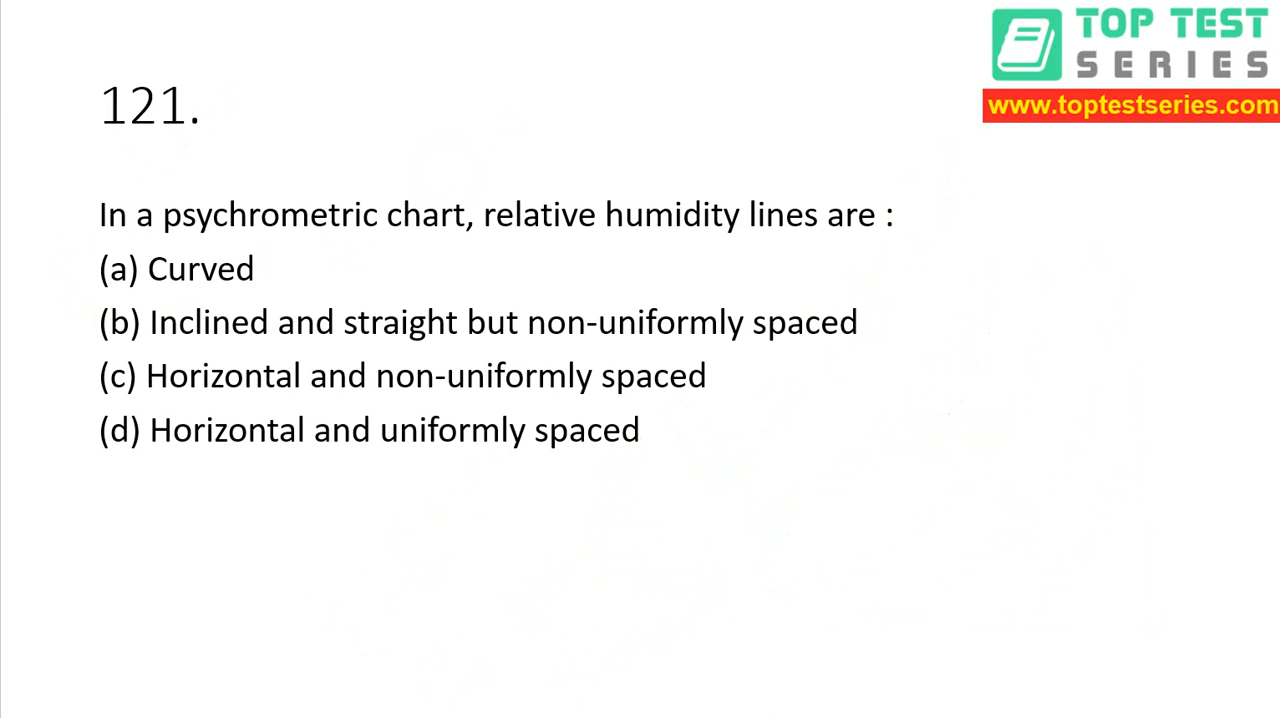 TOP TEST
SERIES
www.toptestseries.com
121.
In a psychrometric chart, relative humidity lines are :
(a) Curved
(b) Inclined and straight but non-uniformly spaced
(c) Horizontal and non-uniformly spaced
(d) Horizontal and uniformly spaced